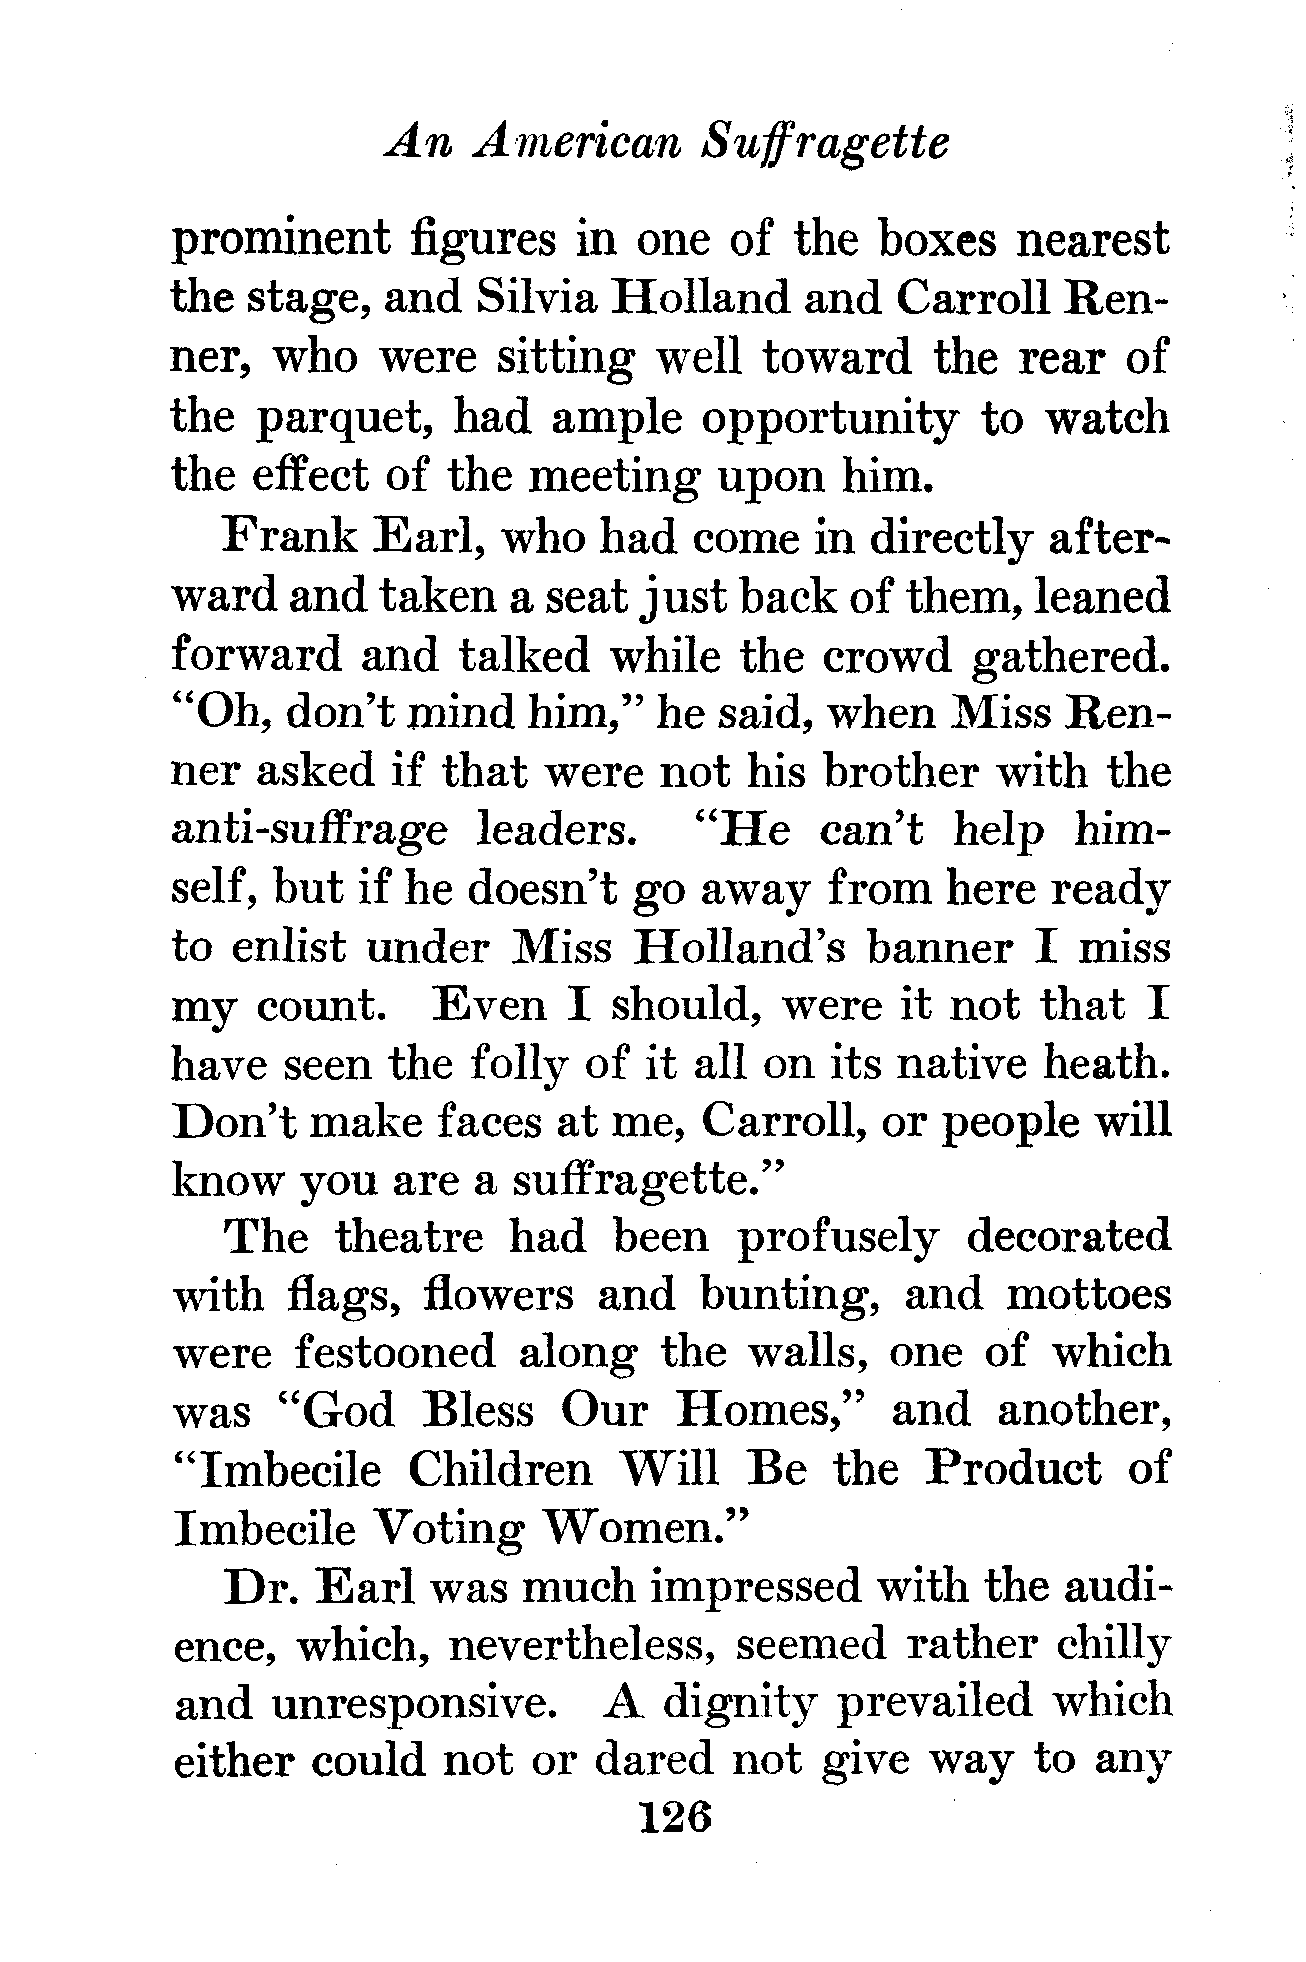 An American Suffragette
prominent figures in one of the boxes nearest
the stage, and Silvia Holland and Carroll Ren-
ner, who were sitting well toward the rear of
the parquet, had ample opportunity to watch
the effect of the meeting upon him.
Frank Earl, who had come in directly after-
ward and taken a seat just back of them, leaned
forward and talked while the crowd gathered.
“Oh, don’t mind him,” he said, when Miss Ren-
ner asked if that were not his brother with the
anti-suffrage leaders. “He can’t help him-
self, but if he doesn’t go away from here ready
to enlist under Miss Holland’s banner I miss
my count. Even I should, were it not that I
have seen the folly of it all on its native heath.
Don’t make faces at me, Carroll, or people will
know you are a suffragette.”
The theatre had been profusely decorated
with flags, flowers and bunting, and mottoes
were festooned along the walls, one of which
was “God Bless Our Homes,” and another,
“Imbecile Children Will Be the Product of
Imbecile Voting Women.”
Dr. Earl was much impressed with the audi-
ence, which, nevertheless, seemed rather chilly
and unresponsive. A dignity prevailed which
either could not or dared not give way to any
126